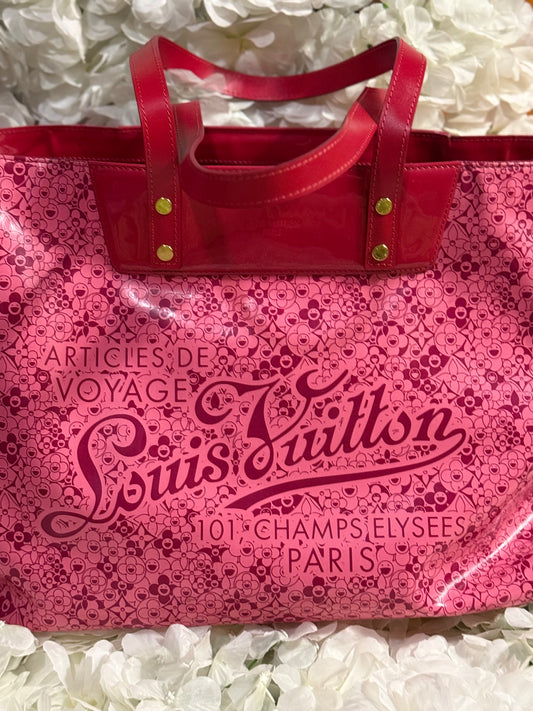 ARTICLES DE
VOYAGE
Louis Vuitton
101, CHAMPS ELYSEES
PARIS